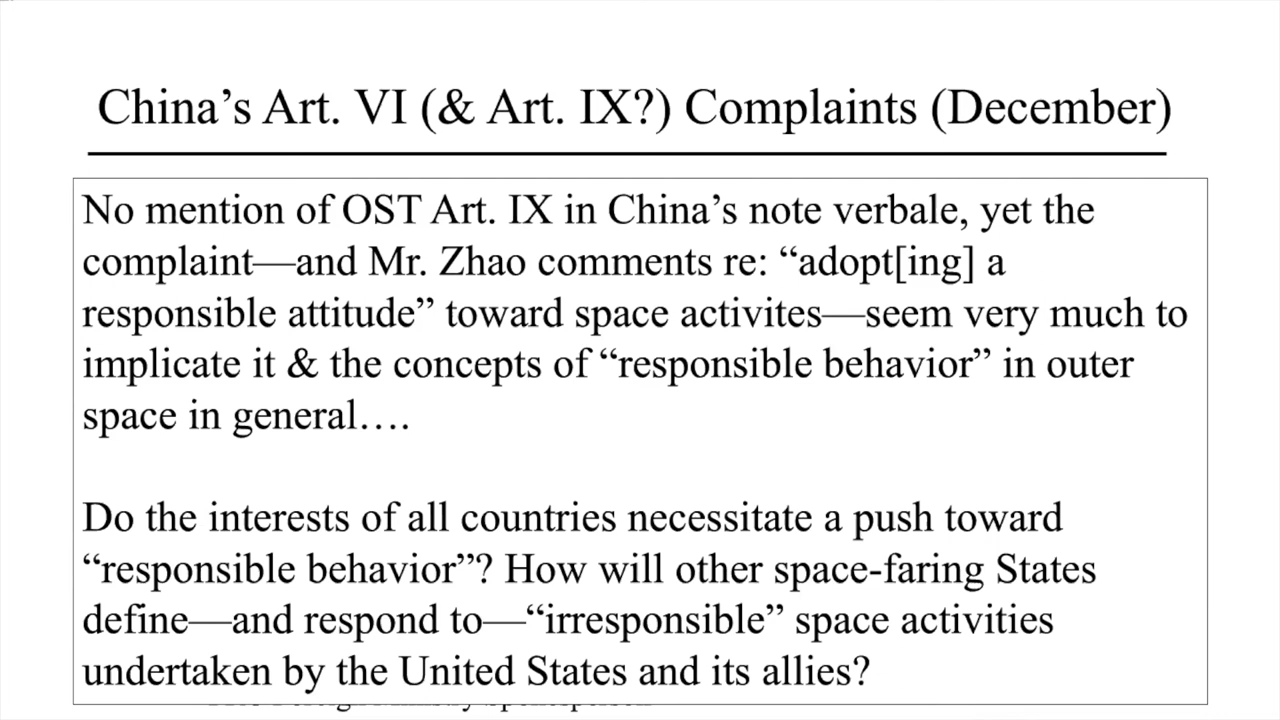 China’s Art. VI (& Art. IX?) Complaints (December)
No mention of OST Art. IX in China’s note verbale, yet the
complaint—and Mr. Zhao comments re: “adopt[ing] a
responsible attitude” toward space activites—seem very much to
implicate it & the concepts of “responsible behavior” in outer
space in general….
Do the interests of all countries necessitate a push toward
“responsible behavior”? How will other space-faring States
define—and respond to—“irresponsible” space activities
undertaken by the United States and its allies?